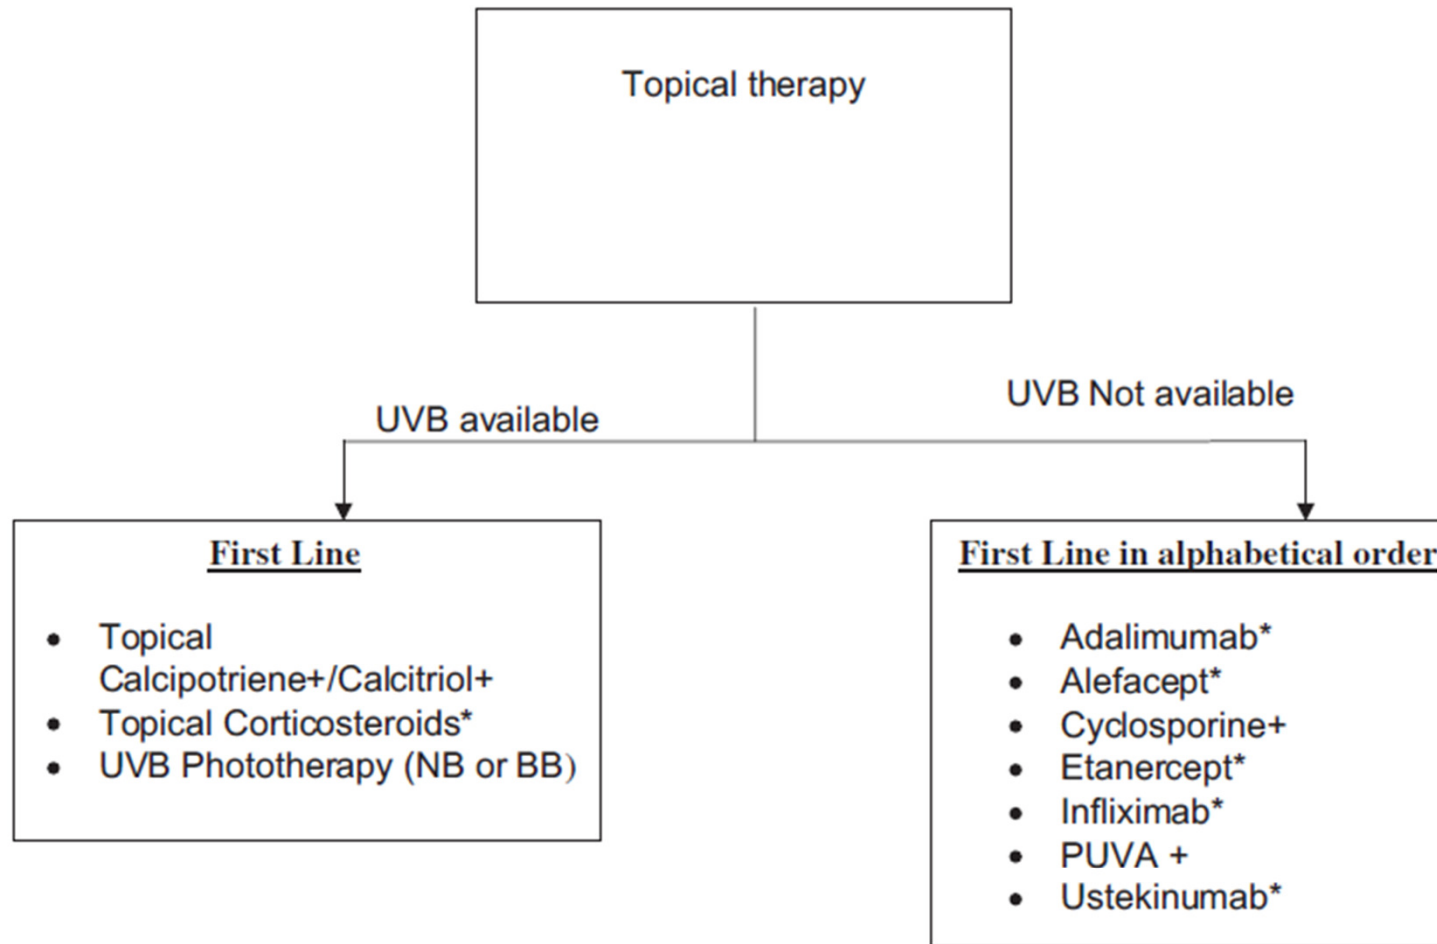 Topical therapy
UVB available
UVB Not available
First Line
• Topical
Calcipotriene+/Calcitriol+
• Topical Corticosteroids*
• UVB Phototherapy (NB or BB)
First Line in alphabetical order
• Adalimumab*
• Alefacept*
• Cyclosporine+
• Etanercept*
• Infliximab*
• PUVA +
• Ustekinumab*